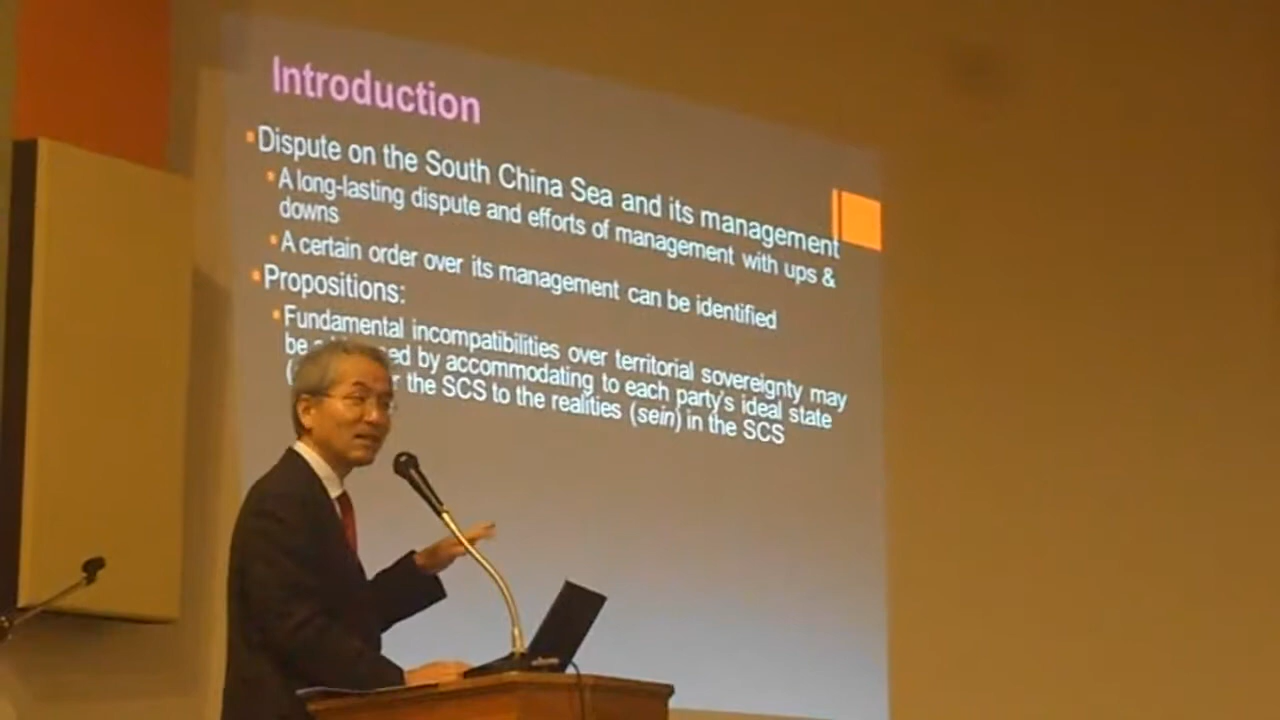 Introduction
Dispute on the South China Sea and its management
A long-lasting dispute and efforts of management with ups &
downs
A certain order over its management can be identified
Propositions:
Fundamental incompatibilities over territorial sovereignty may
be by accommodating to each party's ideal state
the SCS to the realities (sein) in the SCS